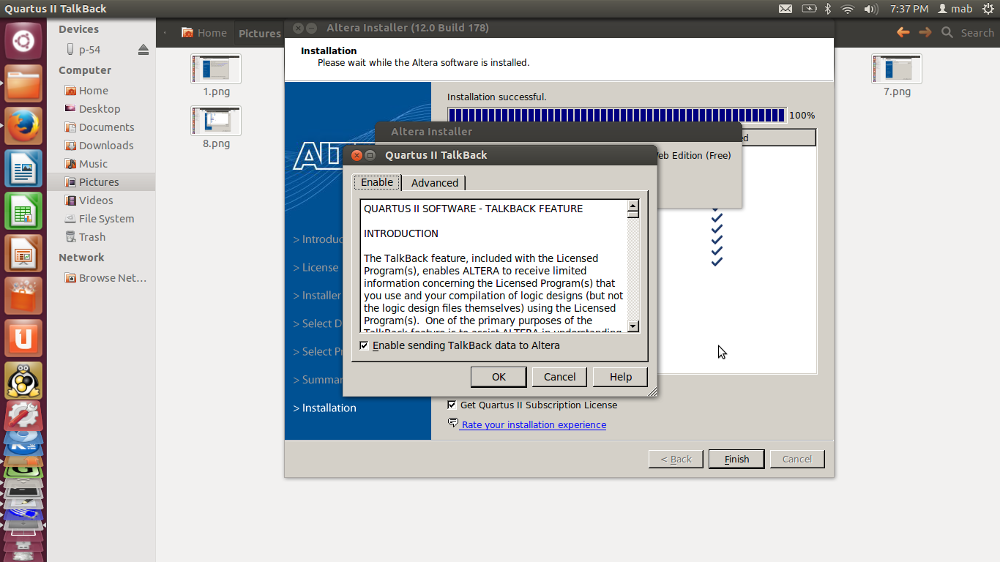 Quartus II TalkBack
7:37 PM
mab
Devices
p-54
Computer
Home
Desktop
Documents
Downloads
Music
Pictures
Videos
File System
Trash
Network
Browse Net...
Home
Pictures
Search
1.png
8.png
7.png
Altera Installer (12.0 Build 178)
Installation
Please wait while the Altera software is installed.
Installation successful.
100%
Altera Installer
eb Edition (Free)
Quartus II TalkBack
Enable
Advanced
QUARTUS II SOFTWARE - TALKBACK FEATURE
INTRODUCTION
The TalkBack feature, included with the Licensed
Program(s), enables ALTERA to receive limited
information concerning the Licensed Program(s) that
you use and your compilation of logic designs (but not
the logic design files themselves) using the Licensed
Program(s). One of the primary purposes of the
TalkBack feature is to assist ALTERA in understanding
Enable sending TalkBack data to Altera
OK
Cancel
Help
> Introduc
> License
> Installer
> Select D
> Select Pr
> Summar
> Installation
Get Quartus II Subscription License
Rate your installation experience
< Back
Finish
Cancel